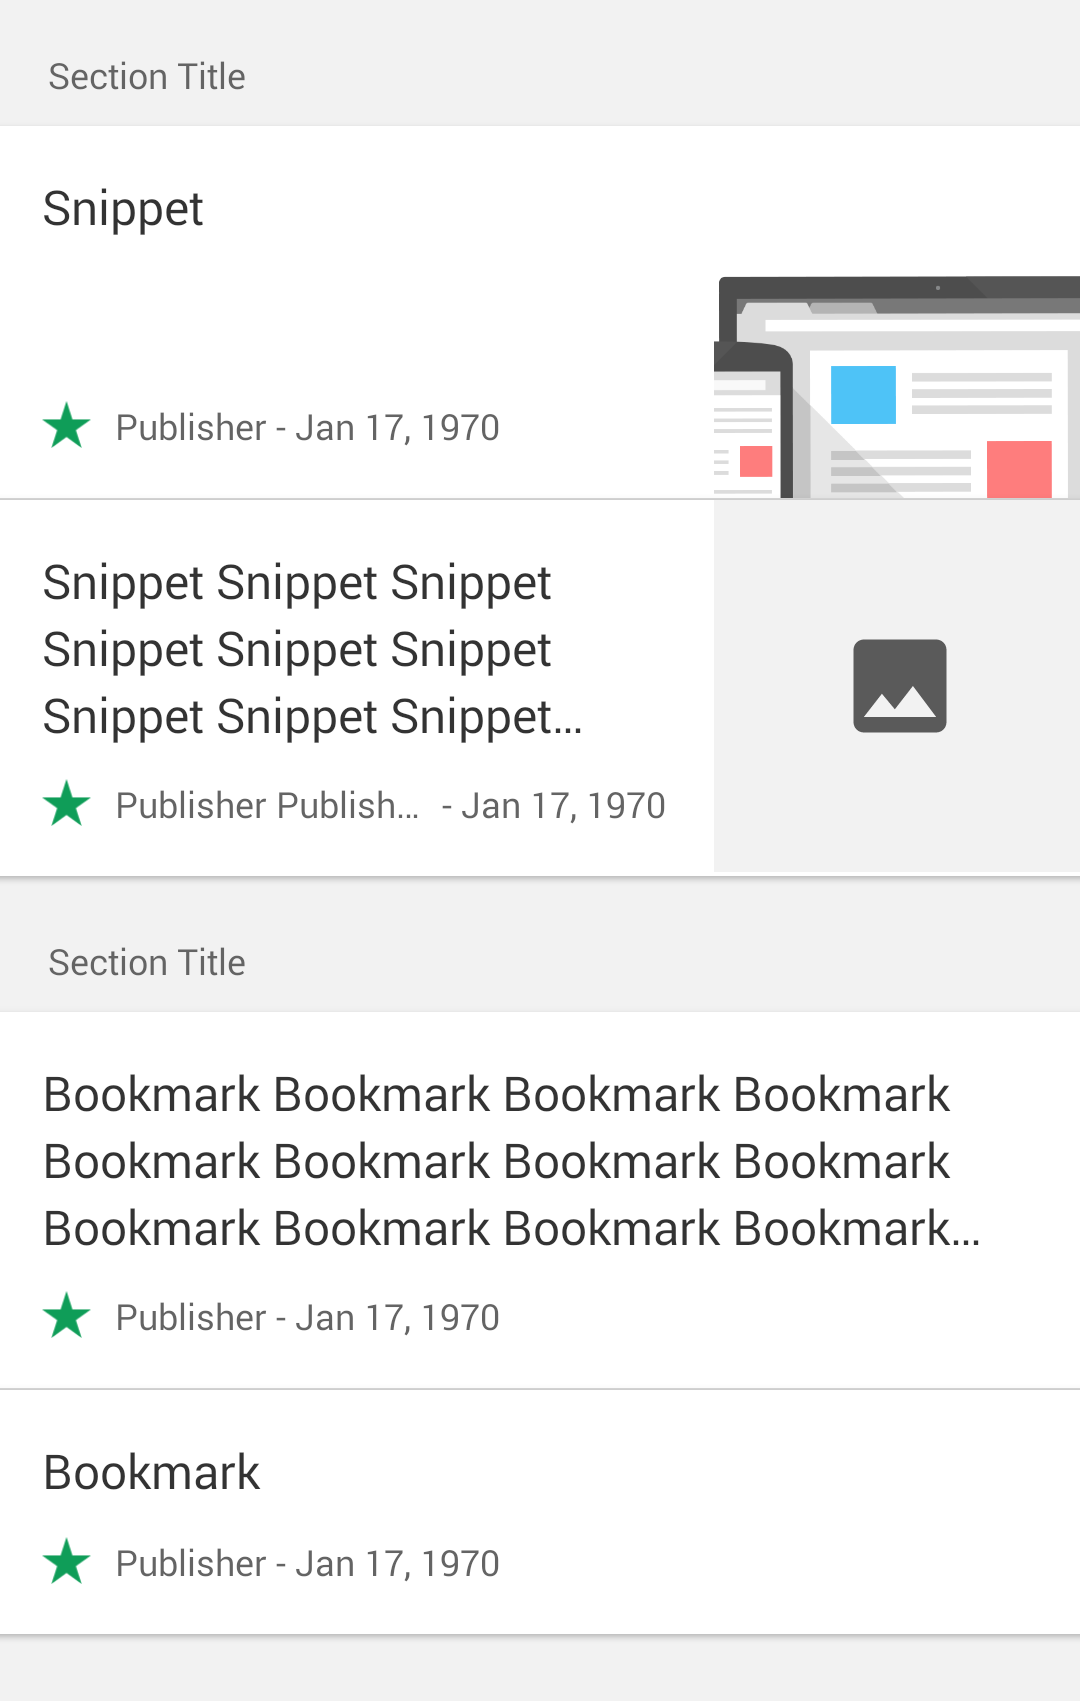 Section Title
Snippet
Publisher - Jan 17, 1970
Snippet Snippet Snippet
Snippet Snippet Snippet
Snippet Snippet Snippet...
Publisher Publish... - Jan 17, 1970
Section Title
Bookmark Bookmark Bookmark Bookmark
Bookmark Bookmark Bookmark Bookmark
Bookmark Bookmark Bookmark Bookmark...
Publisher - Jan 17, 1970
Bookmark
Publisher - Jan 17, 1970